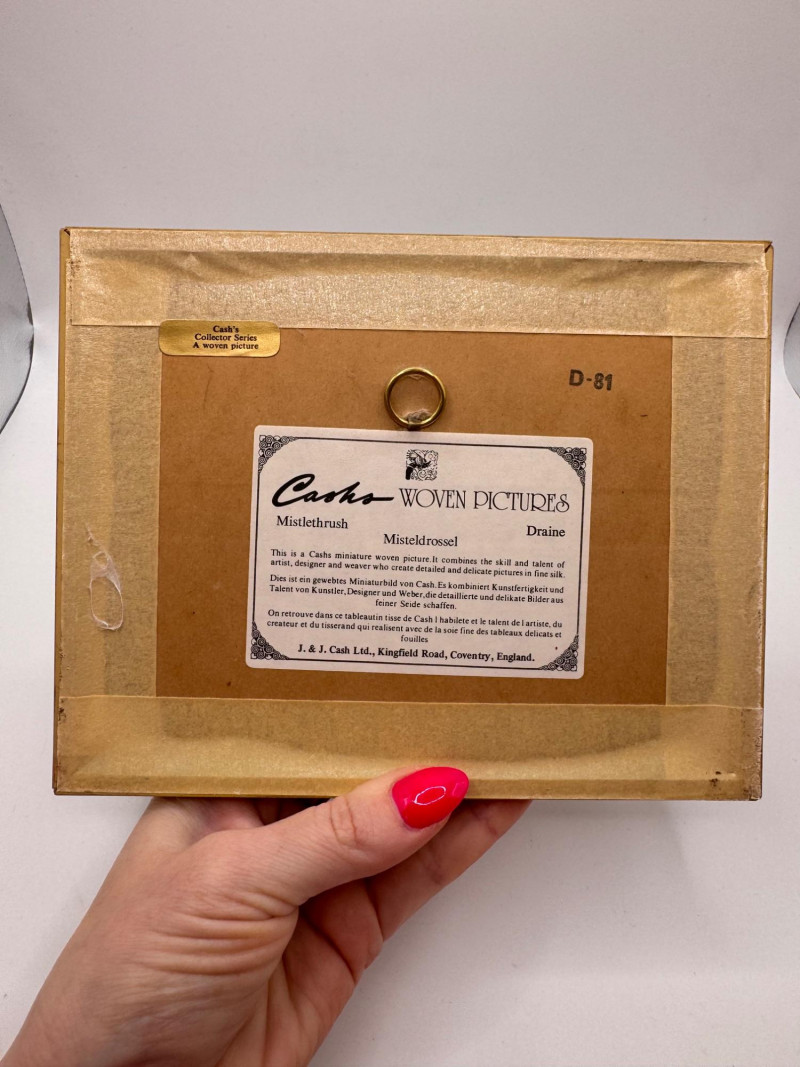 Cash's
Collector Series
A woven picture
D-81
Cashs WOVEN PICTURES
Mistlethrush
Draine
Misteldrossel
This is a Cashs miniature woven picture.It combines the skill and talent of
artist, designer and weaver who create detailed and delicate pictures in fine silk.
Dies ist ein gewebtes Miniaturbild von Cash.Es kombiniert Kunstfertigkeit und
Talent von Kunstler,Designer und Weber,die detaillierte und delikate Bilder aus
feiner Seide schaffen.
On retrouve dans ce tableautin tisse de Cash l habilete et le talent de l artiste, du
createur et du tisserand qui realisent avec de la soie fine des tableaux delicats et
fouilles
J. & J. Cash Ltd., Kingfield Road, Coventry, England.